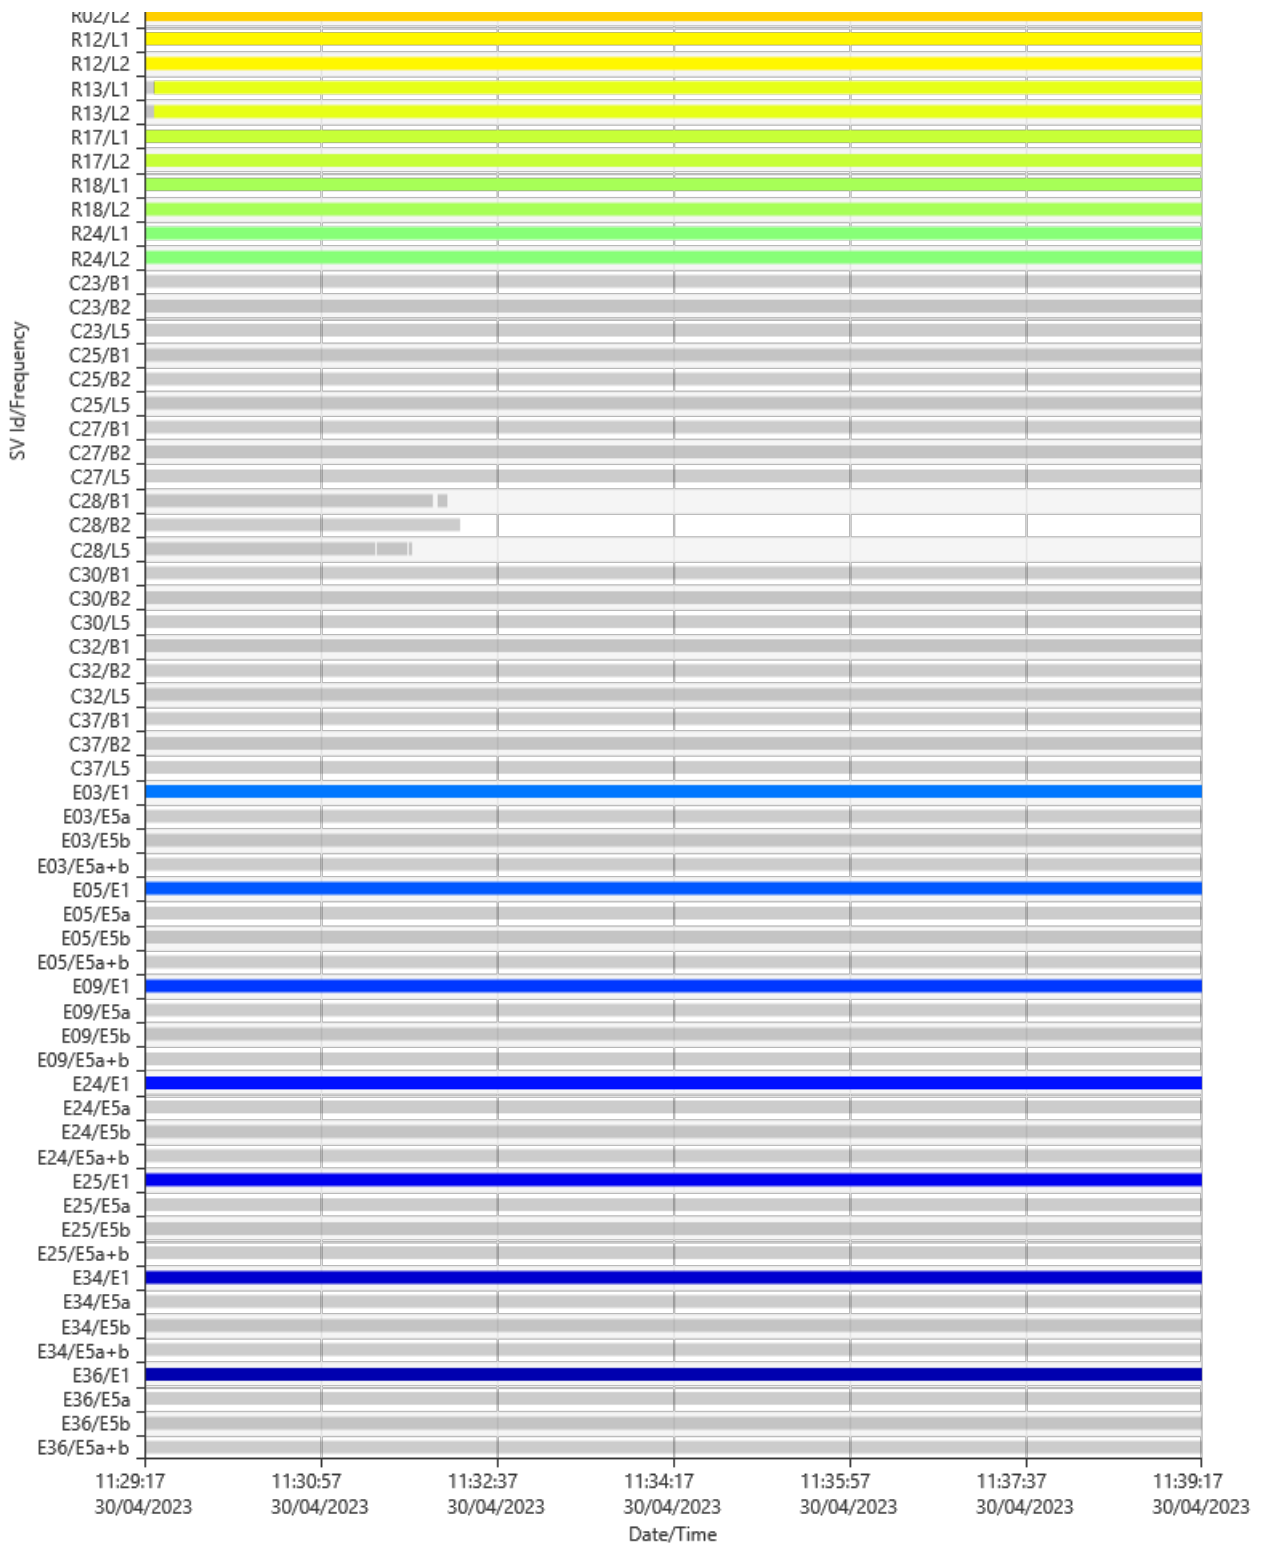 R02/L2
R12/L1
R12/L2
R13/L1
R13/L2
R17/L1
R17/L2
R18/L1
R18/L2
R24/L1
R24/L2
C23/B1
C23/B2
C23/L5
C25/B1
C25/B2
C25/L5
C27/B1
C27/B2
C27/L5
C28/B1
C28/B2
C28/L5
C30/B1
C30/B2
C30/L5
C32/B1
C32/B2
C32/L5
C37/B1
C37/B2
C37/L5
E03/E1
E03/E5a
E03/E5b
E03/E5a+b
E05/E1
E05/E5a
E05/E5b
E05/E5a+b
E09/E1
E09/E5a
E09/E5b
E09/E5a+b
E24/E1
E24/E5a
E24/E5b
E24/E5a+b
E25/E1
E25/E5a
E25/E5b
E25/E5a+b
E34/E1
E34/E5a
E34/E5b
E34/E5a+b
E36/E1
E36/E5a
E36/E5b
E36/E5a+b
SV Id/Frequency
11:29:17 11:30:57 11:32:37 11:34:17 11:35:57 11:37:37 11:39:17
30/04/2023 30/04/2023 30/04/2023 30/04/2023 30/04/2023 30/04/2023 30/04/2023
Date/Time